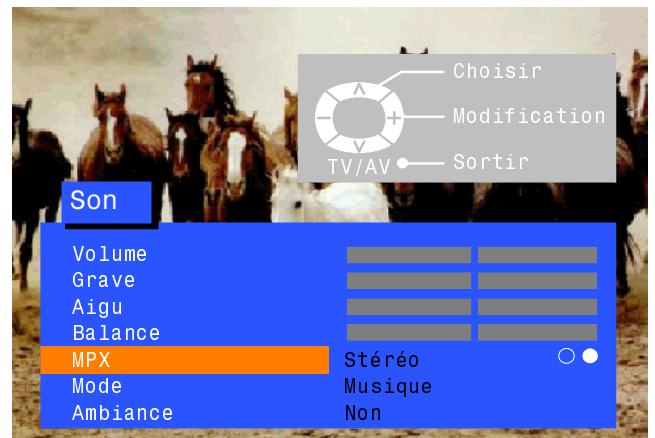 Choisir
Modification
TV/AV Sortir
Son
Volume
Grave
Aigu
Balance
MPX Stéréo
Mode Musique
Ambiance Non